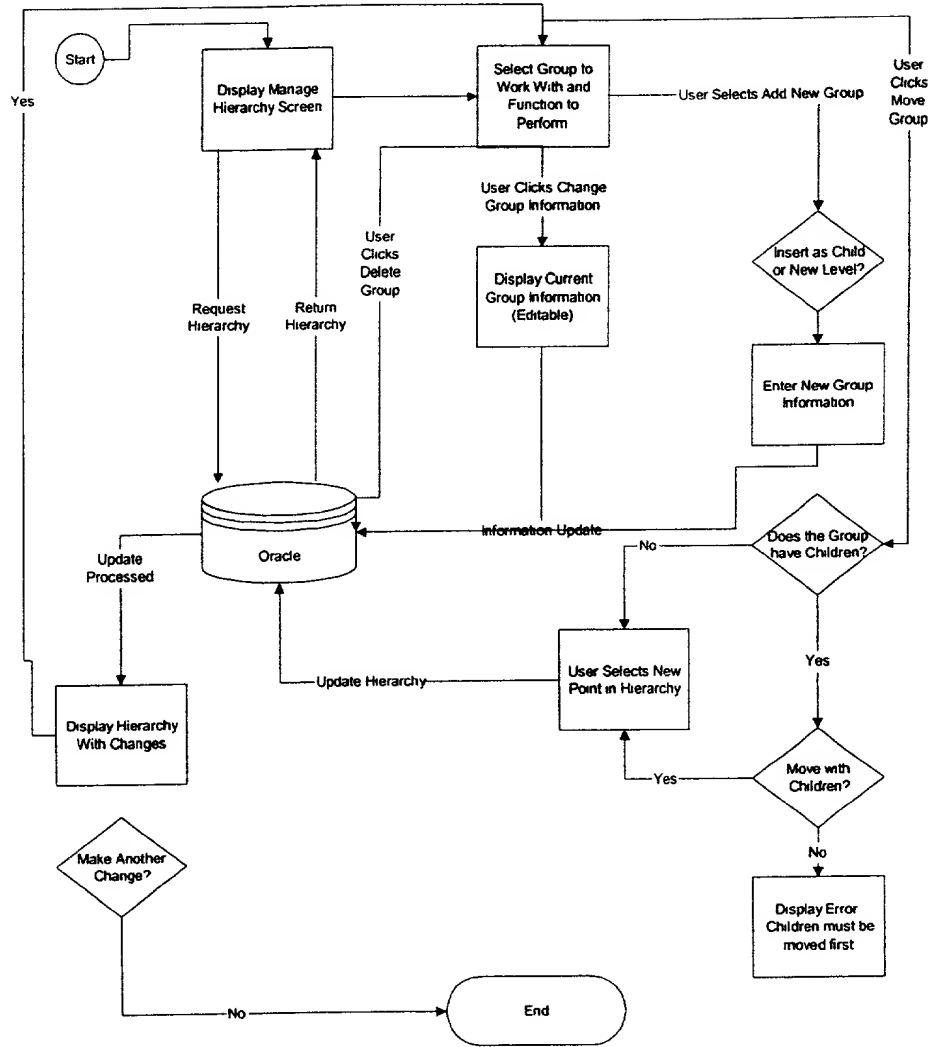 Start
Display Manage
Hierarchy Screen
Select Group to
Work With and
Function to
Perform
User Selects Add New Group
User
Clicks
Move
Group
Yes
User Clicks Change
Group Information
User
Clicks
Delete
Group
Insert as Child
or New Level?
Display Current
Group Information
(Editable)
Request
Hierarchy
Return
Hierarchy
Enter New Group
Information
Information Update
Oracle
Does the Group
have Children?
No
Update
Processed
Yes
User Selects New
Point in Hierarchy
Update Hierarchy
Display Hierarchy
With Changes
Move with
Children?
Yes
No
Make Another
Change?
Display Error
Children must be
moved first
No
End